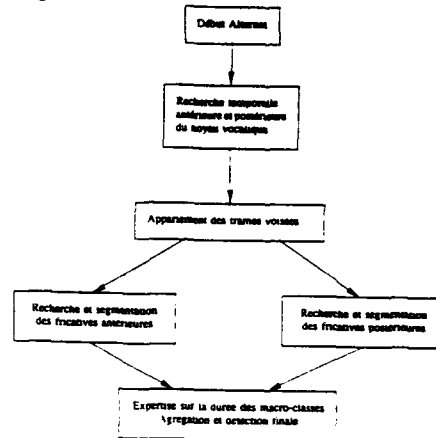 Début
Recherche temporelle
antérieure et postérieure
du noyau vocalique
Appariement des trames voisées
Recherche et segmentation
des fricatives antérieures
Recherche et segmentation
des fricatives postérieures
Expertise sur la durée des macro-classes
Agrégation et détection finale